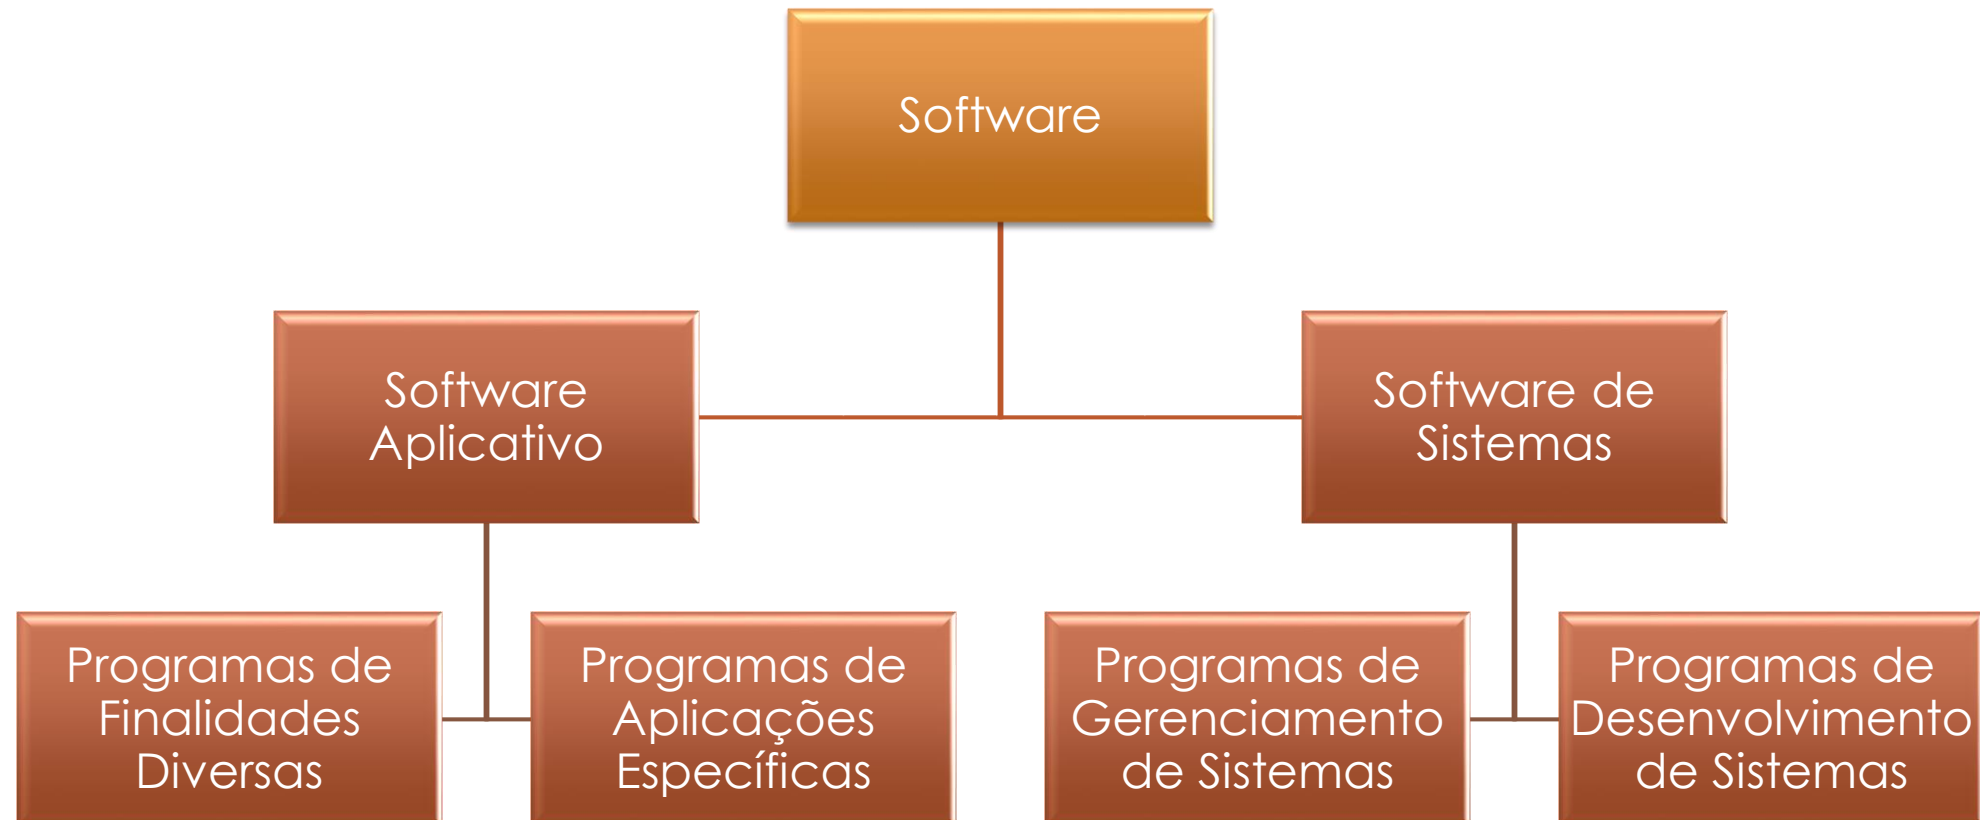 Software
Software
Aplicativo
Software de
Sistemas
Programas de
Finalidades
Diversas
Programas de
Aplicações
Específicas
Programas de
Gerenciamento
de Sistemas
Programas de
Desenvolvimento
de Sistemas